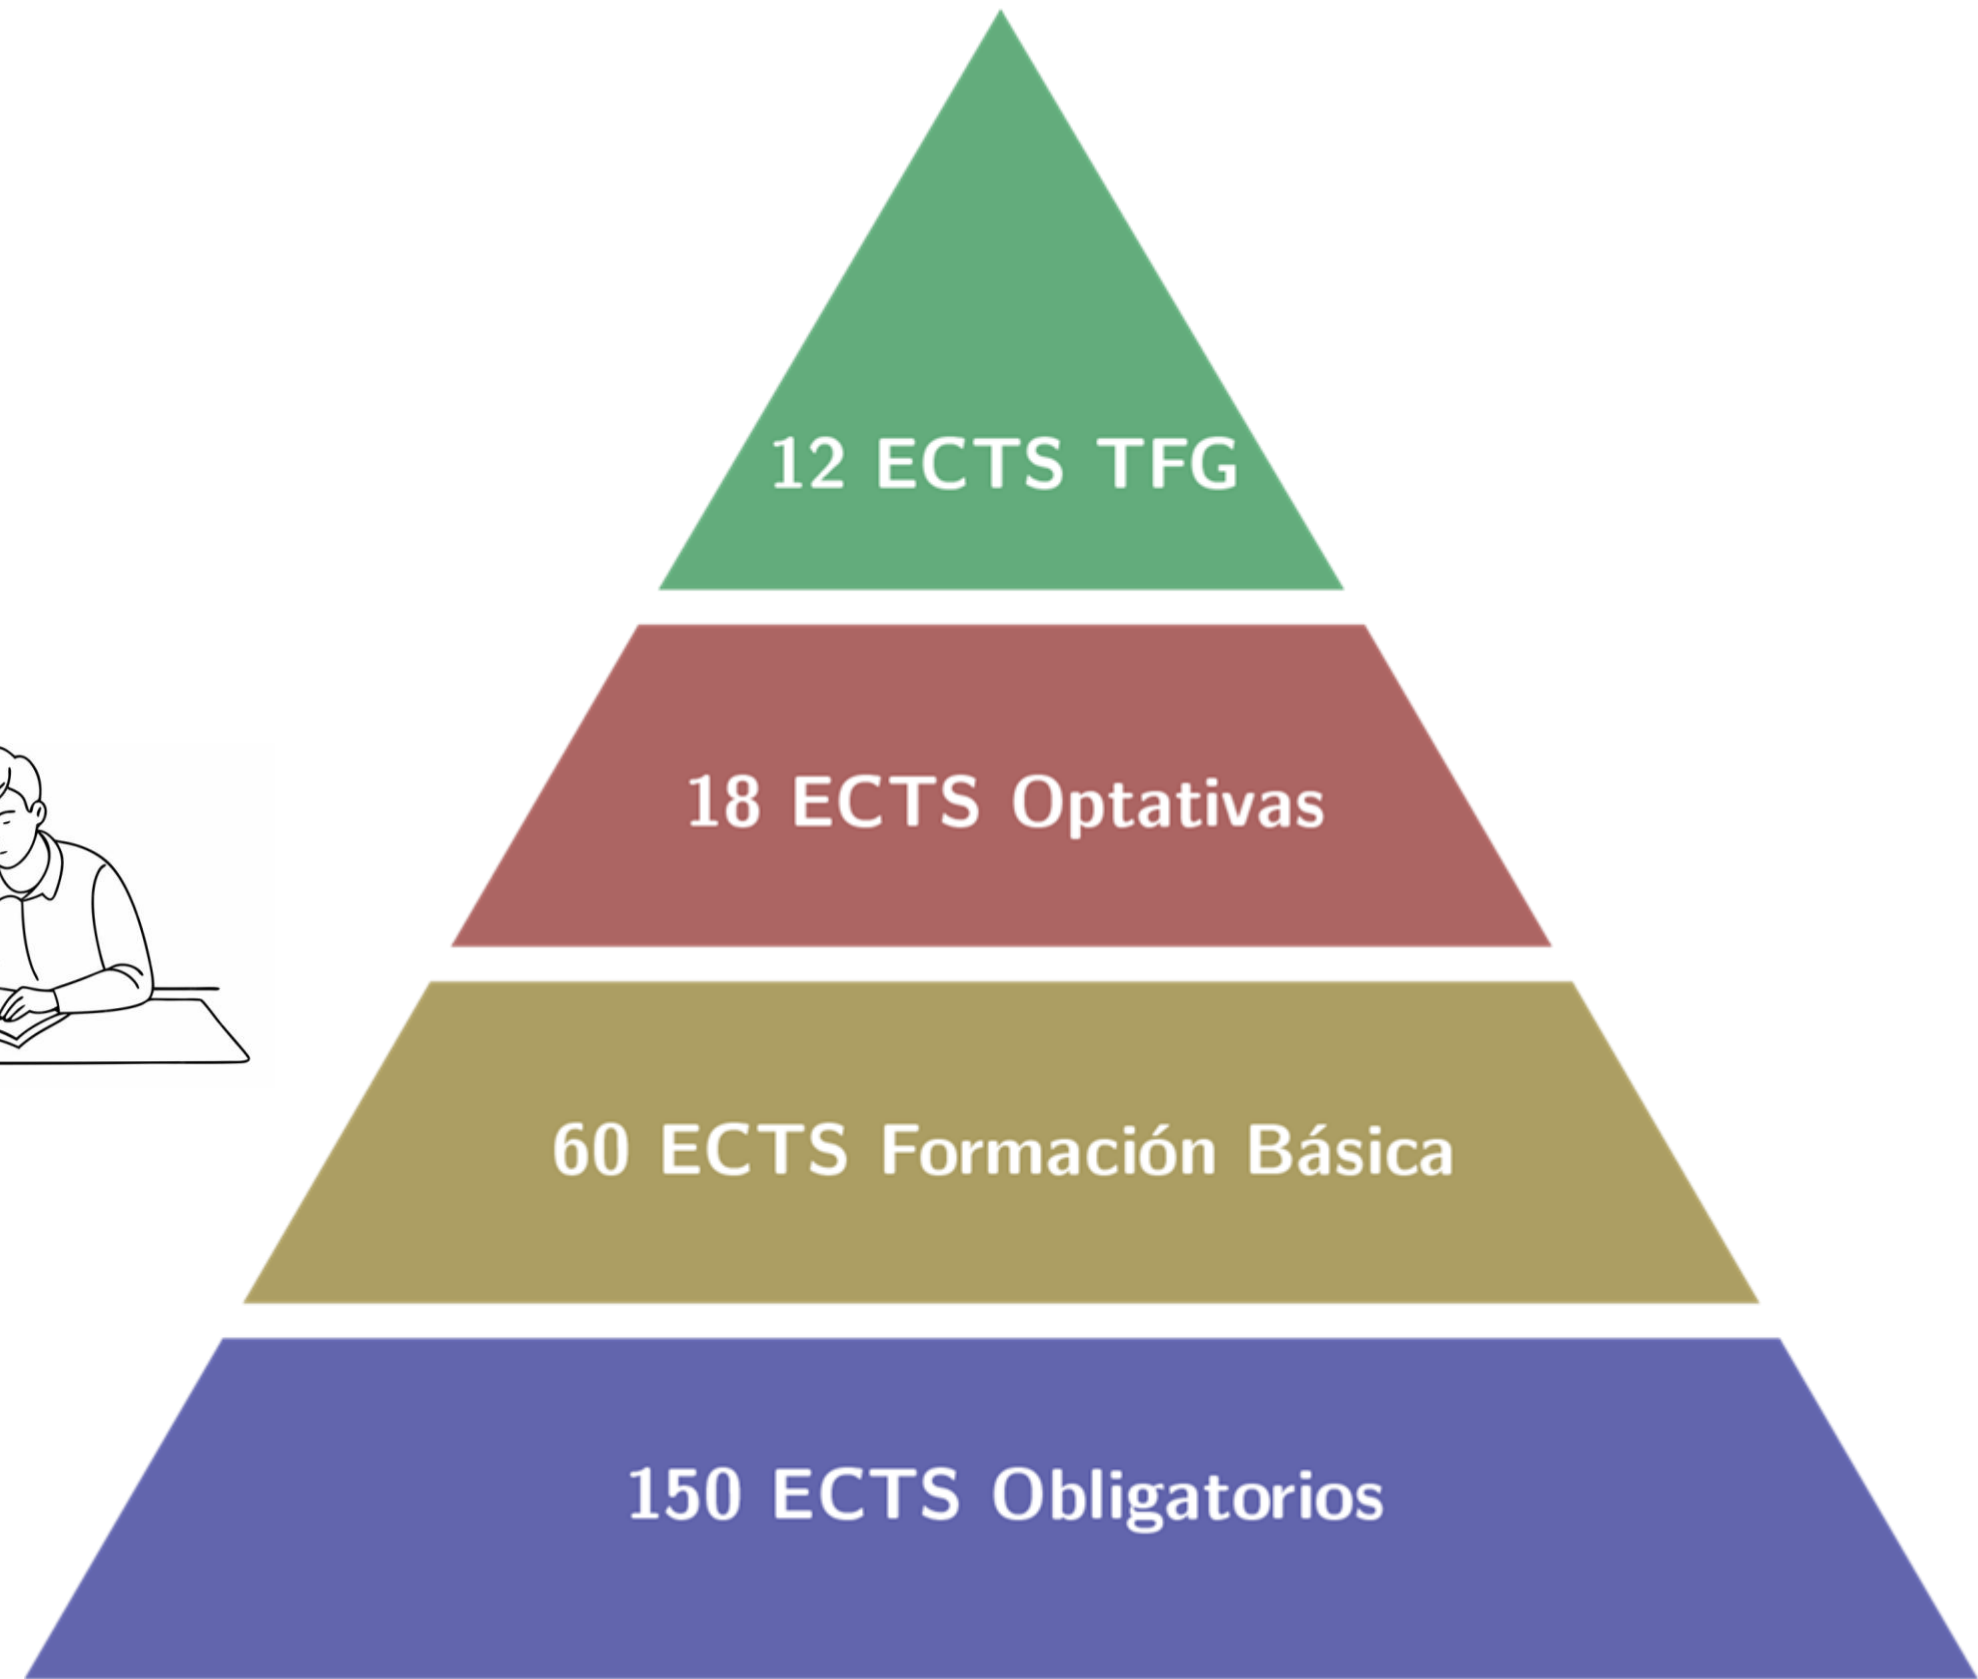 12 ECTS TFG
18 ECTS Optativas
60 ECTS Formación Básica
150 ECTS Obligatorios